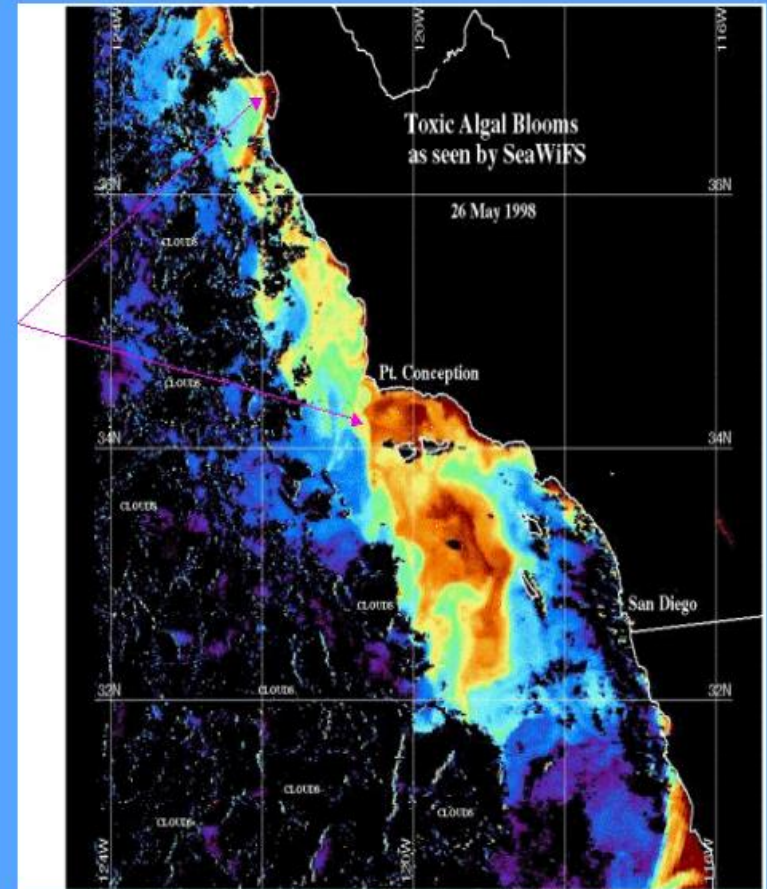 124W
120W
116W
Toxic Algal Blooms
as seen by SeaWiFS
36N
36N
26 May 1998
CLOUDS
Pt. Conception
CLOUDS
34N
34N
CLOUDS
CLOUDS
San Diego
CLOUDS
32N
32N
CLOUDS
CLOUDS
CLOUDS
124W
120W
116W